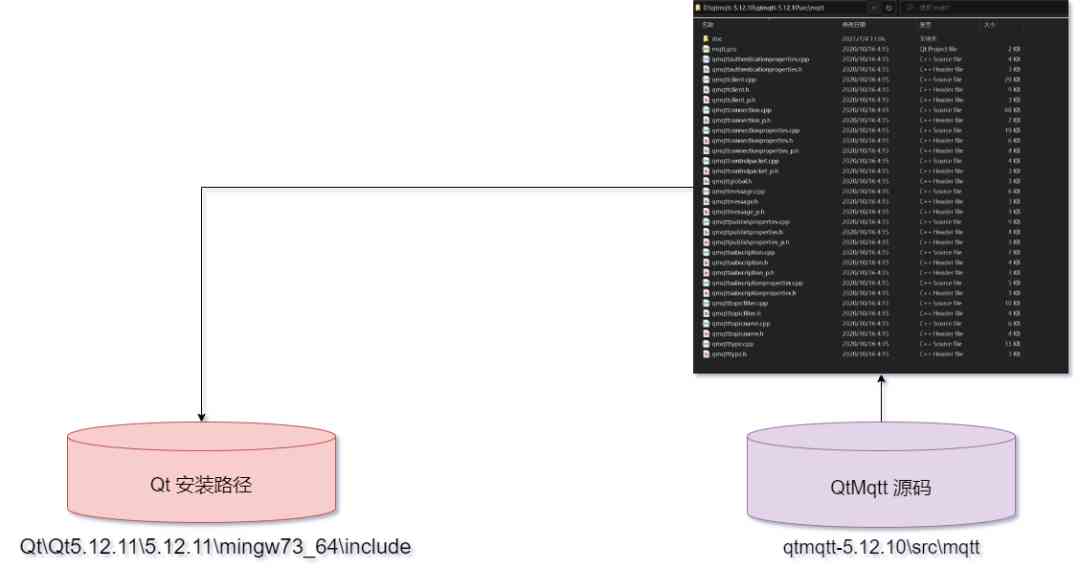 D:\qtmqtt-5.12.10\qtmqtt-5.12.10\src\mqtt
名称 修改日期 类型 大小
mqtt.pro 2020/10/16 4:15 Qt Project file 2 KB
qmqttauthenticationproperties.cpp 2020/10/16 4:15 C++ Source file 4 KB
qmqttauthenticationproperties.h 2020/10/16 4:15 C++ Header file 3 KB
qmqttclient.cpp 2020/10/16 4:15 C++ Source file 29 KB
qmqttclient.h 2020/10/16 4:15 C++ Header file 9 KB
qmqttclient_p.h 2020/10/16 4:15 C++ Header file 3 KB
qmqttconnection.cpp 2020/10/16 4:15 C++ Source file
qmqttconnection_p.h 2020/10/16 4:15 C++ Header file 7 KB
qmqttconnectionproperties.cpp 2020/10/16 4:15 C++ Source file 19 KB
qmqttconnectionproperties.h 2020/10/16 4:15 C++ Header file 6 KB
qmqttconnectionproperties_p.h 2020/10/16 4:15 C++ Header file 4 KB
qmqttcontrolpacket.cpp 2020/10/16 4:15 C++ Source file 4 KB
qmqttcontrolpacket_p.h 2020/10/16 4:15 C++ Header file 3 KB
qmqttglobal.h 2020/10/16 4:15 C++ Header file 3 KB
qmqttmessage.cpp 2020/10/16 4:15 C++ Source file 6 KB
qmqttmessage.h 2020/10/16 4:15 C++ Header file 3 KB
qmqttmessage_p.h 2020/10/16 4:15 C++ Header file 3 KB
qmqttpublishproperties.cpp 2020/10/16 4:15 C++ Source file 9 KB
qmqttpublishproperties.h 2020/10/16 4:15 C++ Header file 4 KB
qmqttpublishproperties_p.h 2020/10/16 4:15 C++ Header file 3 KB
qmqttsubscription.cpp 2020/10/16 4:15 C++ Source file 7 KB
qmqttsubscription.h 2020/10/16 4:15 C++ Header file 4 KB
qmqttsubscription_p.h 2020/10/16 4:15 C++ Header file 3 KB
qmqttsubscriptionproperties.cpp 2020/10/16 4:15 C++ Source file 5 KB
qmqttsubscriptionproperties.h 2020/10/16 4:15 C++ Header file 3 KB
qmqtttopicfilter.cpp 2020/10/16 4:15 C++ Source file 10 KB
qmqtttopicfilter.h 2020/10/16 4:15 C++ Header file 4 KB
qmqtttopicname.cpp 2020/10/16 4:15 C++ Source file 6 KB
qmqtttopicname.h 2020/10/16 4:15 C++ Header file 4 KB
qmqtttype.cpp 2020/10/16 4:15 C++ Source file 33 KB
qmqtttype.h 2020/10/16 4:15 C++ Header file 3 KB
Qt 安装路径
Qt\Qt5.12.11\5.12.11\mingw73_64\include
QtMqtt 源码
qtmqtt-5.12.10\src\mqtt